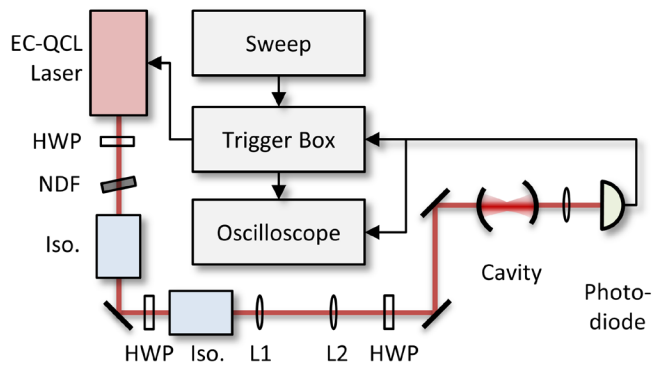 EC-QCL
Laser
Sweep
HWP
Trigger Box
NDF
Iso.
Oscilloscope
Cavity
Photo-
diode
HWP
Iso.
L1
L2
HWP